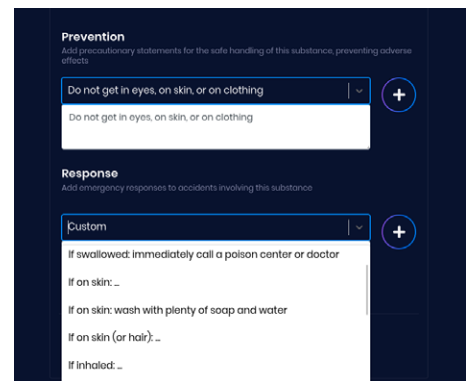 Prevention
Add precautionary statements for the safe handling of this substance, preventing adverse
effects
Do not get in eyes, on skin, or on clothing
Do not get in eyes, on skin, or on clothing
Response
Add emergency responses to accidents involving this substance
Custom
If swallowed: immediately call a poison center or doctor
If on skin: ...
If on skin: wash with plenty of soap and water
If on skin (or hair): ...
If inhaled: ...